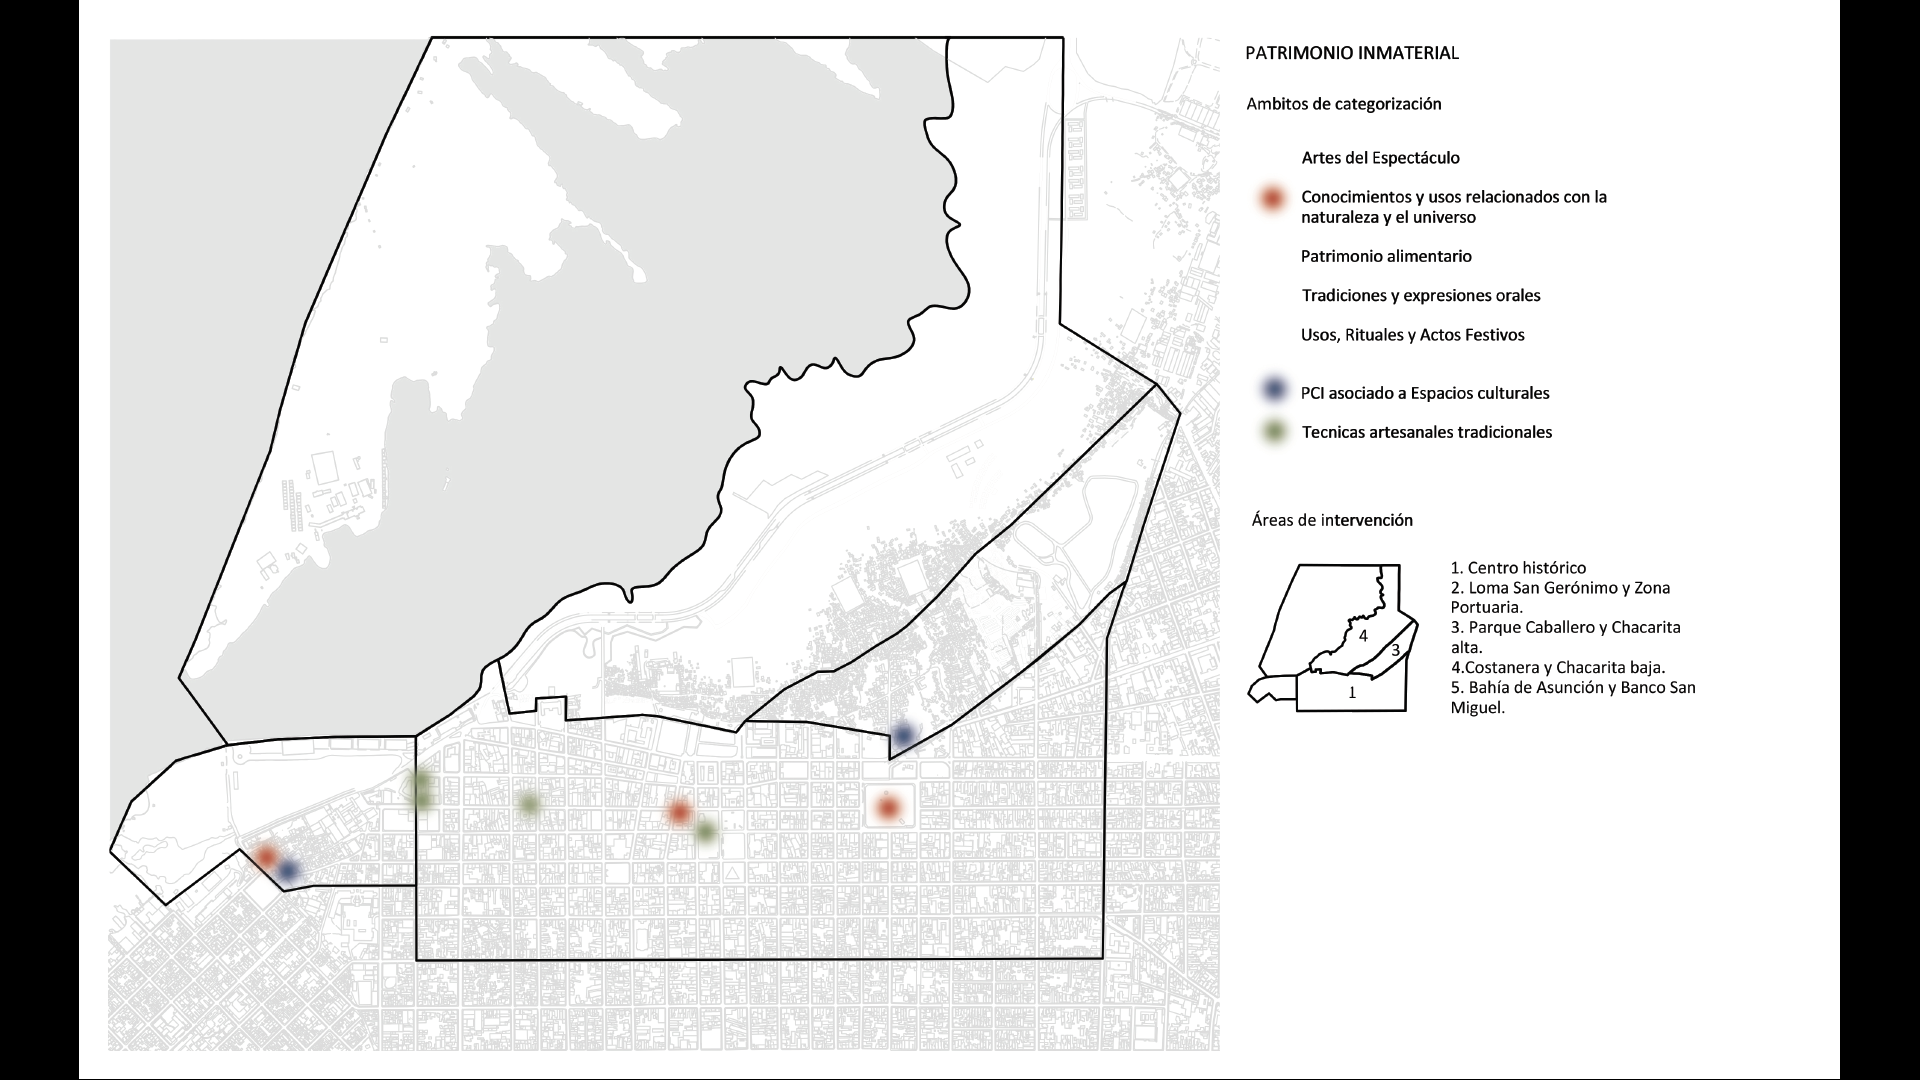 PATRIMONIO INMATERIAL
Ambitos de categorización
Artes del Espectáculo
Conocimientos y usos relacionados con la
naturaleza y el universo
Patrimonio alimentario
Tradiciones y expresiones orales
Usos, Rituales y Actos Festivos
PCI asociado a Espacios culturales
Tecnicas artesanales tradicionales
Áreas de intervención
4
3
1
1. Centro histórico
2. Loma San Gerónimo y Zona
Portuaria.
3. Parque Caballero y Chacarita
alta.
4.Costanera y Chacarita baja.
5. Bahía de Asunción y Banco San
Miguel.